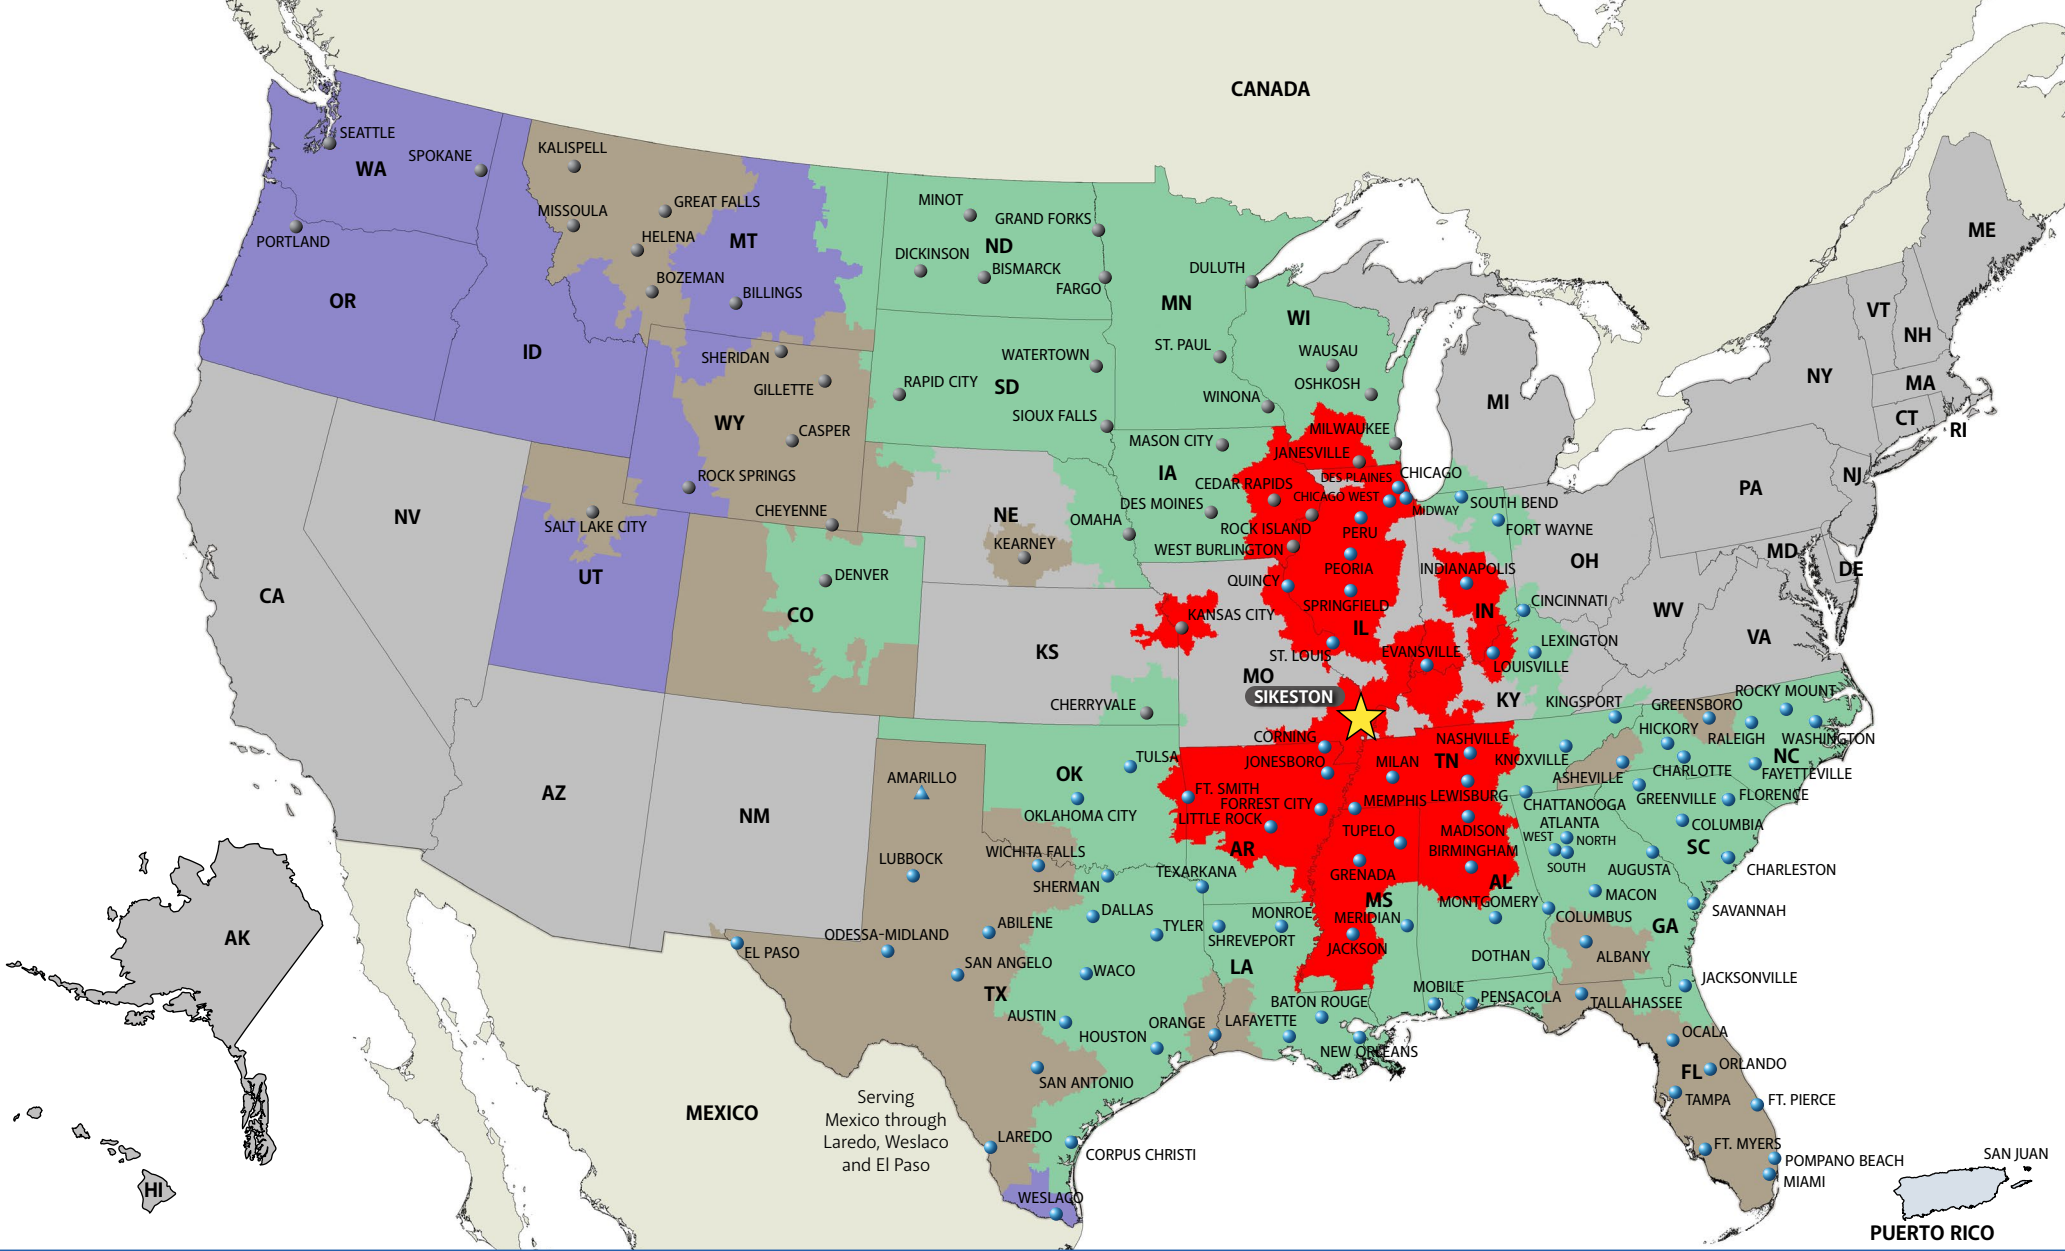 CANADA
SEATTLE
SPOKANE
WA
PORTLAND
OR
ID
KALISPELL
MISSOULA
GREAT FALLS
HELENA
MT
BOZEMAN
BILLINGS
MINOT
GRAND FORKS
ND
DICKINSON
BISMARCK
FARGO
DULUTH
MN
WI
ST. PAUL
WAUSAU
OSHKOSH
WINONA
WATERTOWN
RAPID CITY
SD
SIOUX FALLS
SHERIDAN
GILLETTE
WY
CASPER
ROCK SPRINGS
CHEYENNE
ME
VT
NH
NY
MA
CT
RI
MI
PA
NJ
MD
DE
OH
WV
VA
MASON CITY
MILWAUKEE
JANESVILLE
IA
CEDAR RAPIDS
DES PLAINES
CHICAGO
CHICAGO WEST
MIDWAY
SOUTH BEND
FORT WAYNE
DES MOINES
OMAHA
ROCK ISLAND
PERU
WEST BURLINGTON
PEORIA
INDIANAPOLIS
QUINCY
SPRINGFIELD
IN
CINCINNATI
IL
KANSAS CITY
ST. LOUIS
EVANSVILLE
LEXINGTON
LOUISVILLE
KY
MO
SIKESTON
NE
KEARNEY
SALT LAKE CITY
UT
NV
CA
DENVER
CO
KS
CHERRYVALE
AZ
NM
TULSA
OK
OKLAHOMA CITY
AMARILLO
LUBBOCK
WICHITA FALLS
SHERMAN
TEXARKANA
DALLAS
ABILENE
TYLER
ODESSA-MIDLAND
EL PASO
SAN ANGELO
WACO
TX
AUSTIN
HOUSTON
ORANGE
LAFAYETTE
SAN ANTONIO
LAREDO
CORPUS CHRISTI
WESLACO
CORNING
JONESBORO
FT. SMITH
FORREST CITY
LITTLE ROCK
AR
MILAN
NASHVILLE
TN
MEMPHIS
LEWISBURG
TUPELO
MADISON
BIRMINGHAM
GRENADA
AL
MS
MONTGOMERY
MERIDIAN
JACKSON
MONROE
SHREVEPORT
LA
BATON ROUGE
NEW ORLEANS
MOBILE
PENSACOLA
DOTHAN
KINGSPORT
KNOXVILLE
CHATTANOOGA
ATLANTA
WEST
NORTH
SOUTH
ROCKY MOUNT
GREENSBORO
HICKORY
RALEIGH
WASHINGTON
NC
ASHEVILLE
CHARLOTTE
FAYETTEVILLE
GREENVILLE
FLORENCE
COLUMBIA
SC
AUGUSTA
CHARLESTON
MACON
COLUMBUS
SAVANNAH
GA
ALBANY
JACKSONVILLE
TALLAHASSEE
OCALA
ORLANDO
FL
TAMPA
FT. PIERCE
FT. MYERS
POMPANO BEACH
MIAMI
SAN JUAN
PUERTO RICO
AK
HI
MEXICO
Serving
Mexico through
Laredo, Weslaco
and El Paso